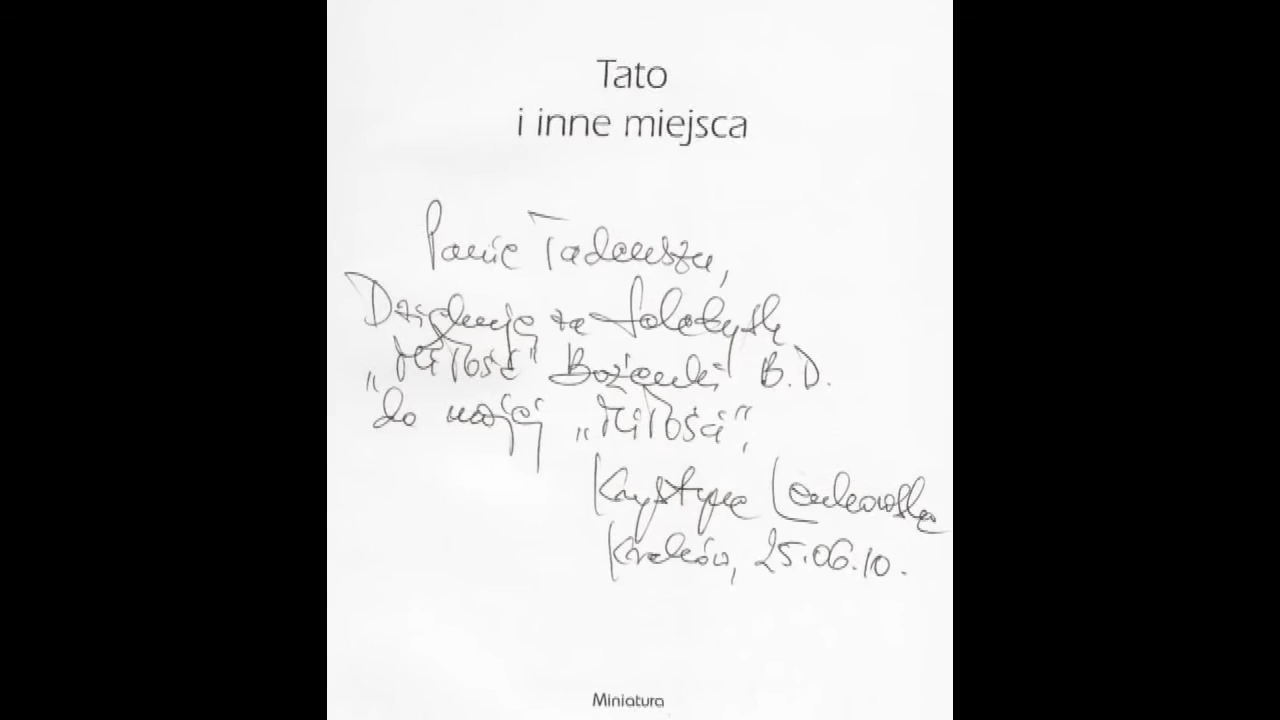 Tato
i inne miejsca
Panie Tadeuszu,
Dziękuję za
„Miłość" Bożenki B.D.
do mojej „Miłości".
Krystyna Lenkowska
Kraków, 25.06.10.
Miniatura